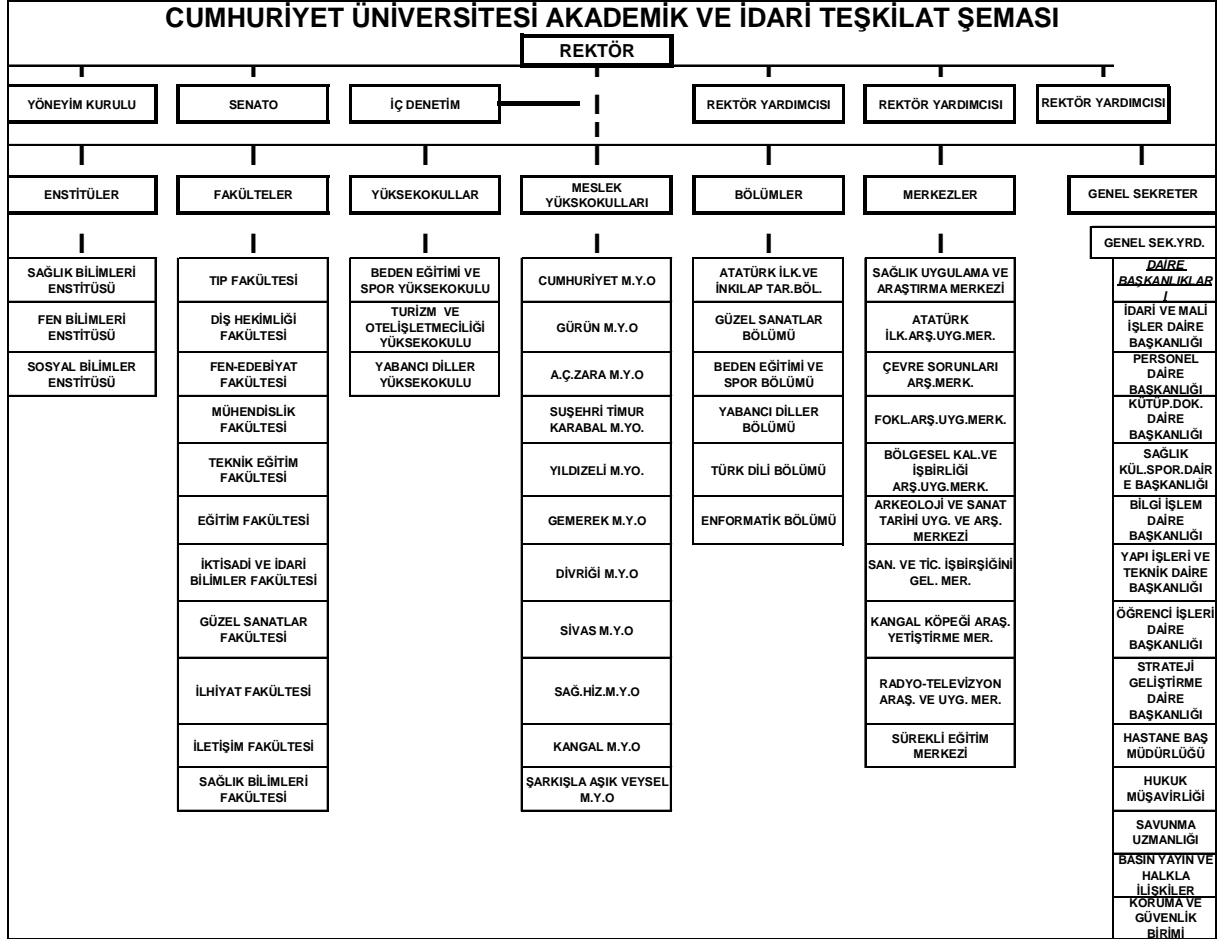 CUMHURİYET ÜNİVERSİTESİ AKADEMİK VE İDARİ TEŞKİLAT ŞEMASI
REKTÖR
YÖNEYİM KURULU
SENATO
İÇ DENETİM
REKTÖR YARDIMCISI
REKTÖR YARDIMCISI
REKTÖR YARDIMCISI
ENSTİTÜLER
FAKÜLTELER
YÜKSEKOKULLAR
MESLEK
YÜKSKOKULLARI
BÖLÜMLER
MERKEZLER
GENEL SEKRETER
GENEL SEK.YRD.
SAĞLIK BİLİMLERİ
ENSTİTÜSÜ
FEN BİLİMLERİ
ENSTİTÜSÜ
SOSYAL BİLİMLER
ENSTİTÜSÜ
TIP FAKÜLTESİ
DİŞ HEKİMLİĞİ
FAKÜLTESİ
FEN-EDEBİYAT
FAKÜLTESİ
MÜHENDİSLİK
FAKÜLTESİ
TEKNİK EĞİTİM
FAKÜLTESİ
EĞİTİM FAKÜLTESİ
İKTİSADİ VE İDARİ
BİLİMLER FAKÜLTESİ
GÜZEL SANATLAR
FAKÜLTESİ
İLHİYAT FAKÜLTESİ
İLETİŞİM FAKÜLTESİ
SAĞLIK BİLİMLERİ
FAKÜLTESİ
BEDEN EĞİTİMİ VE
SPOR YÜKSEKOKULU
TURİZM VE
OTELİŞLETMECİLİĞİ
YÜKSEKOKULU
YABANCI DİLLER
YÜKSEKOKULU
CUMHURİYET M.Y.O
GÜRÜN M.Y.O
A.Ç.ZARA M.Y.O
SUŞEHRİ TİMUR
KARABAL M.YO.
YILDIZELİ M.YO.
GEMEREK M.Y.O
DİVRİĞİ M.Y.O
SİVAS M.Y.O
SAĞ.HİZ.M.Y.O
KANGAL M.Y.O
ŞARKIŞLA AŞIK VEYSEL
M.Y.O
ATATÜRK İLK.VE
İNKILAP TAR.BÖL.
GÜZEL SANATLAR
BÖLÜMÜ
BEDEN EĞİTİMİ VE
SPOR BÖLÜMÜ
YABANCI DİLLER
BÖLÜMÜ
TÜRK DİLİ BÖLÜMÜ
ENFORMATİK BÖLÜMÜ
SAĞLIK UYGULAMA VE
ARAŞTIRMA MERKEZİ
ATATÜRK
İLK.ARŞ.UYG.MER.
ÇEVRE SORUNLARI
ARŞ.MERK.
FOKL.ARŞ.UYG.MERK.
BÖLGESEL KAL.VE
İŞBİRLİĞİ
ARŞ.UYG.MERK.
ARKEOLOJİ VE SANAT
TARİHİ UYG. VE ARŞ.
MERKEZİ
SAN. VE TİC. İŞBİRŞİĞİNİ
GEL. MER.
KANGAL KÖPEĞİ ARAŞ.
YETİŞTİRME MER.
RADYO-TELEVİZYON
ARAŞ. VE UYG. MER.
SÜREKLİ EĞİTİM
MERKEZİ
DAİRE
BAŞKANLIKLAR
I
İDARİ VE MALİ
İŞLER DAİRE
BAŞKANLIĞI
PERSONEL
DAİRE
BAŞKANLIĞI
KÜTÜP.DOK.
DAİRE
BAŞKANLIĞI
SAĞLIK
KÜL.SPOR.DAİR
E BAŞKANLIĞI
BİLGİ İŞLEM
DAİRE
BAŞKANLIĞI
YAPI İŞLERİ VE
TEKNİK DAİRE
BAŞKANLIĞI
ÖĞRENCİ İŞLERİ
DAİRE
BAŞKANLIĞI
STRATEJİ
GELİŞTİRME
DAİRE
BAŞKANLIĞI
HASTANE BAŞ
MÜDÜRLÜĞÜ
HUKUK
MÜŞAVİRLİĞİ
SAVUNMA
UZMANLIĞI
BASIN YAYIN VE
HALKLA
İLİŞKİLER
KORUMA VE
GÜVENLİK
BİRİMİ